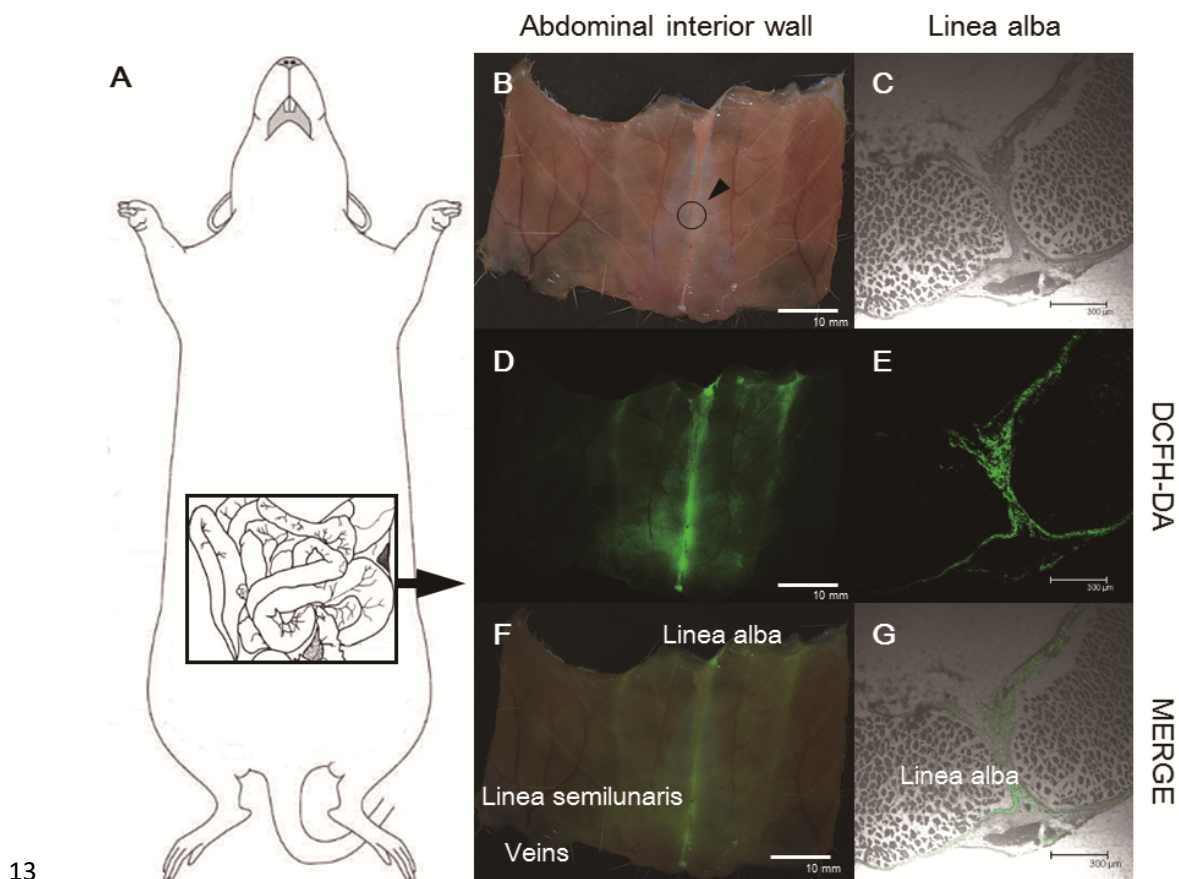 Abdominal interior wall
Linea alba
A
B
10 mm
C
300 µm
D
10 mm
E
300 µm
DCFH-DA
F
Linea alba
Linea semilunaris
Veins
10 mm
G
Linea alba
300 µm
MERGE
13